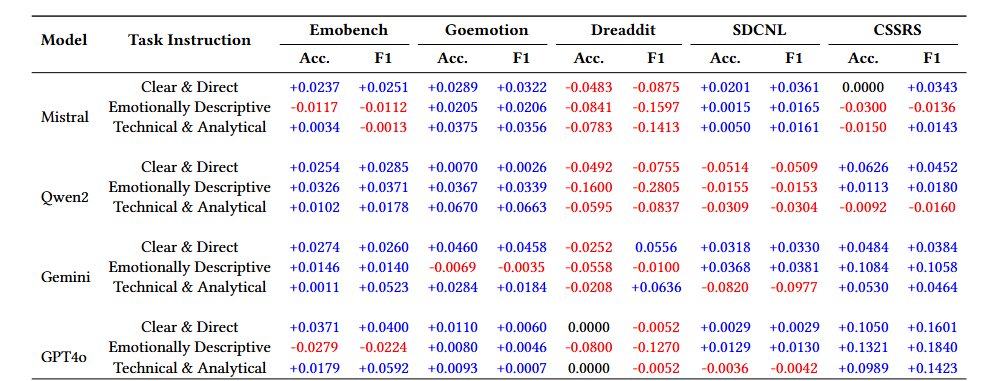 Model Task Instruction Emobench Goemotion Dreaddit SDCNL CSSRS
Acc. F1 Acc. F1 Acc. F1 Acc. F1 Acc. F1
Mistral
Clear & Direct +0.0237 +0.0251 +0.0289 +0.0322 -0.0483 -0.0875 +0.0201 +0.0361 0.0000 +0.0343
Emotionally Descriptive -0.0117 -0.0112 +0.0205 +0.0206 -0.0841 -0.1597 +0.0015 +0.0165 -0.0300 -0.0136
Technical & Analytical +0.0034 -0.0013 +0.0375 +0.0356 -0.0783 -0.1413 +0.0050 +0.0161 -0.0150 +0.0143
Qwen2
Clear & Direct +0.0254 +0.0285 +0.0070 +0.0026 -0.0492 -0.0755 -0.0514 -0.0509 +0.0626 +0.0452
Emotionally Descriptive +0.0326 +0.0371 +0.0367 +0.0339 -0.1600 -0.2805 -0.0155 -0.0153 +0.0113 +0.0180
Technical & Analytical +0.0102 +0.0178 +0.0670 +0.0663 -0.0595 -0.0837 -0.0309 -0.0304 -0.0092 -0.0160
Gemini
Clear & Direct +0.0274 +0.0260 +0.0460 +0.0458 -0.0252 0.0556 +0.0318 +0.0330 +0.0484 +0.0384
Emotionally Descriptive +0.0146 +0.0140 -0.0069 -0.0035 -0.0558 -0.0100 +0.0368 +0.0381 +0.1084 +0.1058
Technical & Analytical +0.0011 +0.0523 +0.0284 +0.0184 -0.0208 +0.0636 -0.0820 -0.0977 +0.0530 +0.0464
GPT4o
Clear & Direct +0.0371 +0.0400 +0.0110 +0.0060 0.0000 -0.0052 +0.0029 +0.0029 +0.1050 +0.1601
Emotionally Descriptive -0.0279 -0.0224 +0.0080 +0.0046 -0.0800 -0.1270 +0.0129 +0.0130 +0.1321 +0.1840
Technical & Analytical +0.0179 +0.0592 +0.0093 +0.0007 0.0000 -0.0052 -0.0036 -0.0042 +0.0989 +0.1423